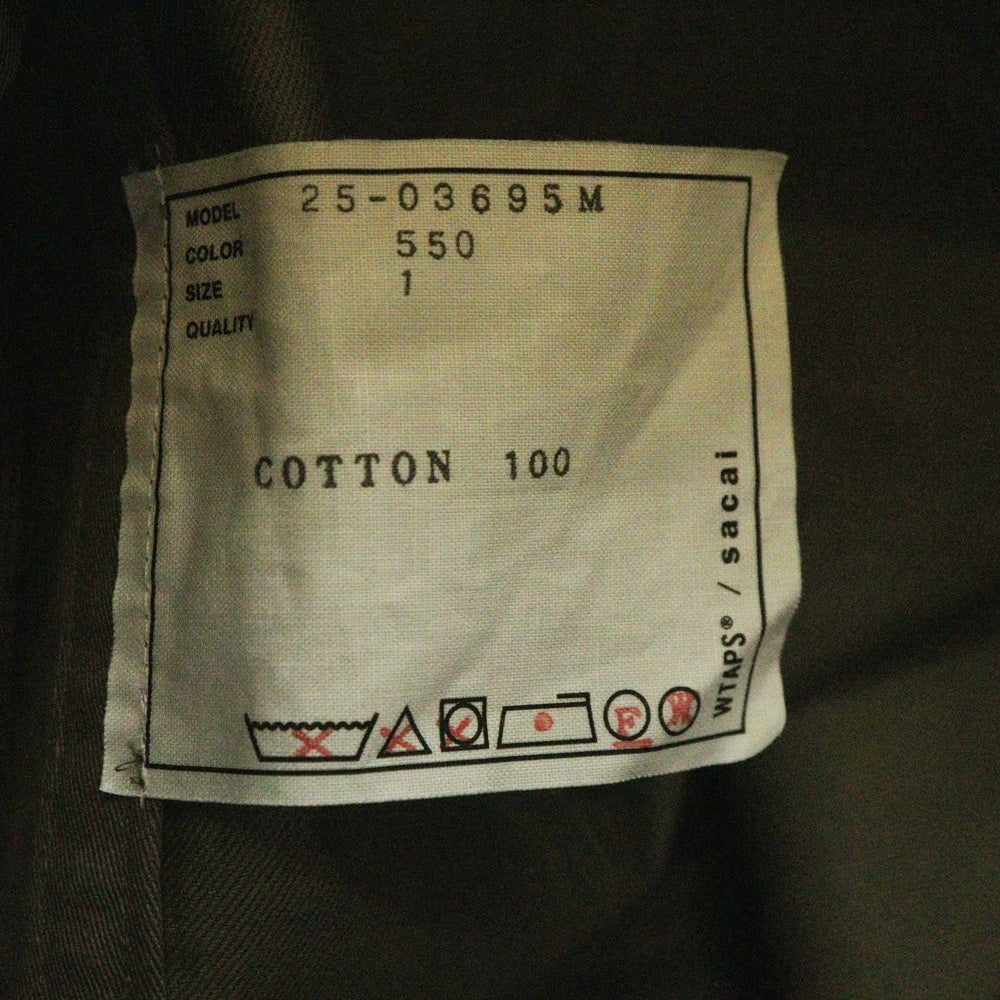 MODEL 25-03695M
COLOR 550
SIZE 1
QUALITY
COTTON 100
WTAPS® / sacai
F W